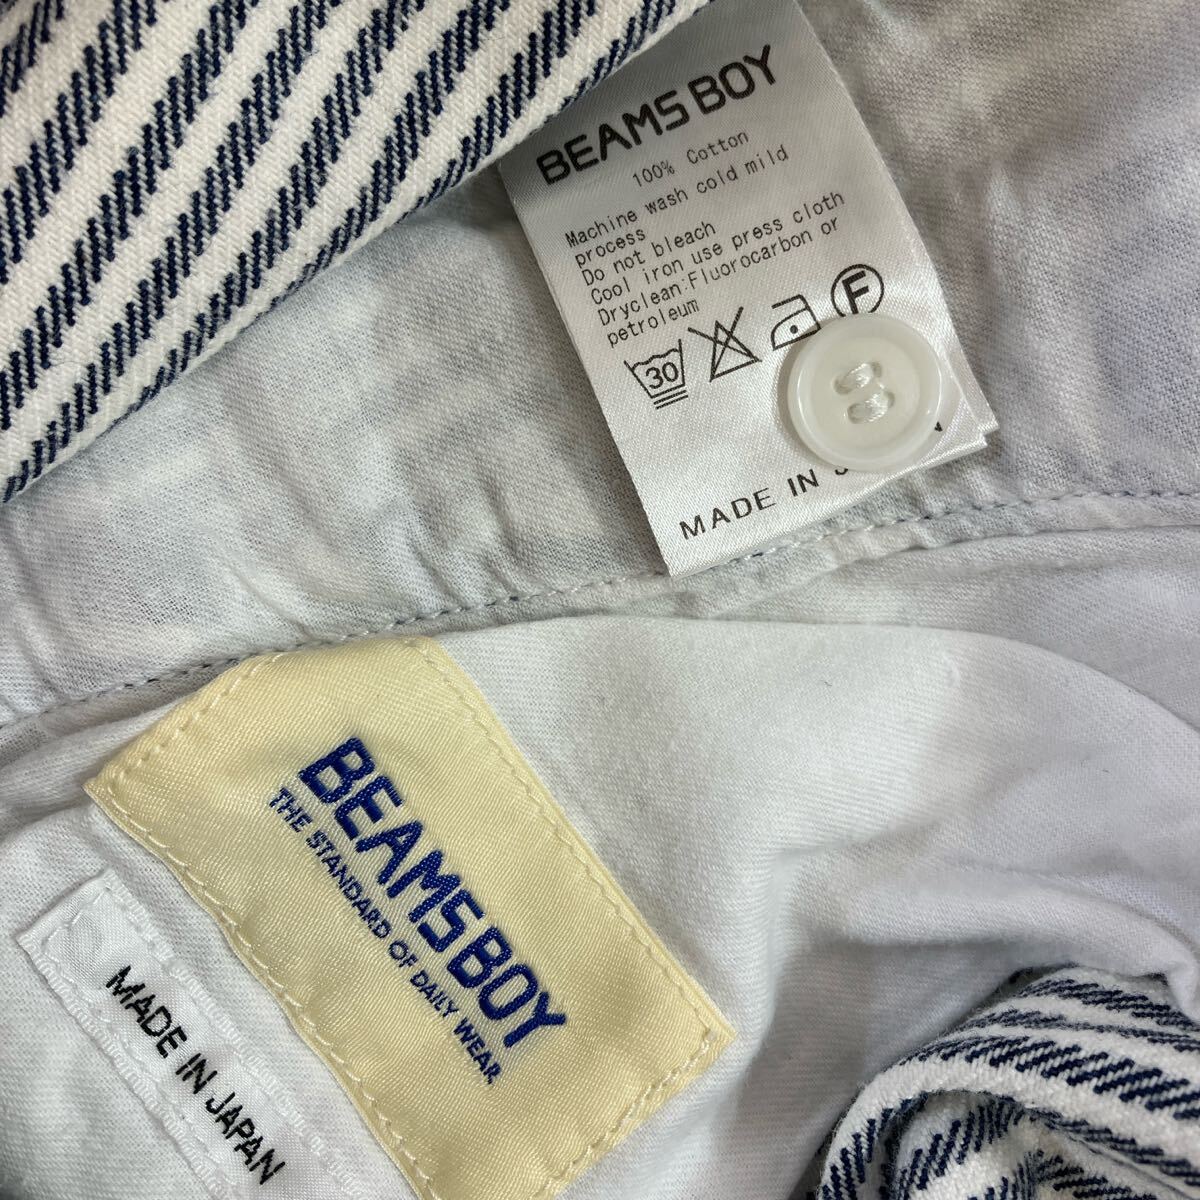 BEAMS BOY
100% Cotton
Machine wash cold mild
process
Do not bleach
Cool iron use press cloth
Dryclean:Fluorocarbon or
petroleum
30
F
MADE IN
BEAMS BOY
THE STANDARD OF DAILY WEAR
MADE IN JAPAN